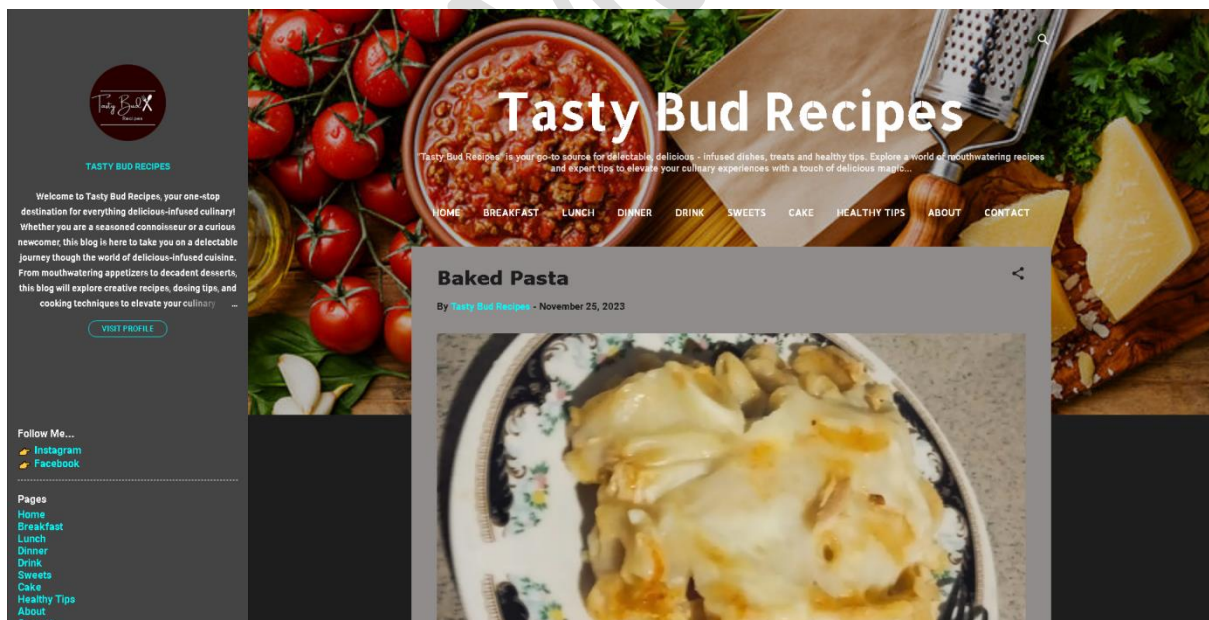 Tasty Bud
Recipes
TASTY BUD RECIPES
Welcome to Tasty Bud Recipes, your one-stop
destination for everything delicious-infused culinary!
Whether you are a seasoned connoisseur or a curious
newcomer, this blog is here to take you on a delectable
journey though the world of delicious-infused cuisine.
From mouthwatering appetizers to decadent desserts,
this blog will explore creative recipes, dosing tips, and
cooking techniques to elevate your culinary ...
VISIT PROFILE
Follow Me...
👉 Instagram
👉 Facebook
Pages
Home
Breakfast
Lunch
Dinner
Drink
Sweets
Cake
Healthy Tips
About
Tasty Bud Recipes
"Tasty Bud Recipes" is your go-to source for delectable, delicious - infused dishes, treats and healthy tips. Explore a world of mouthwatering recipes
and expert tips to elevate your culinary experiences with a touch of delicious magic...
HOME BREAKFAST LUNCH DINNER DRINK SWEETS CAKE HEALTHY TIPS ABOUT CONTACT
Baked Pasta
By Tasty Bud Recipes - November 25, 2023